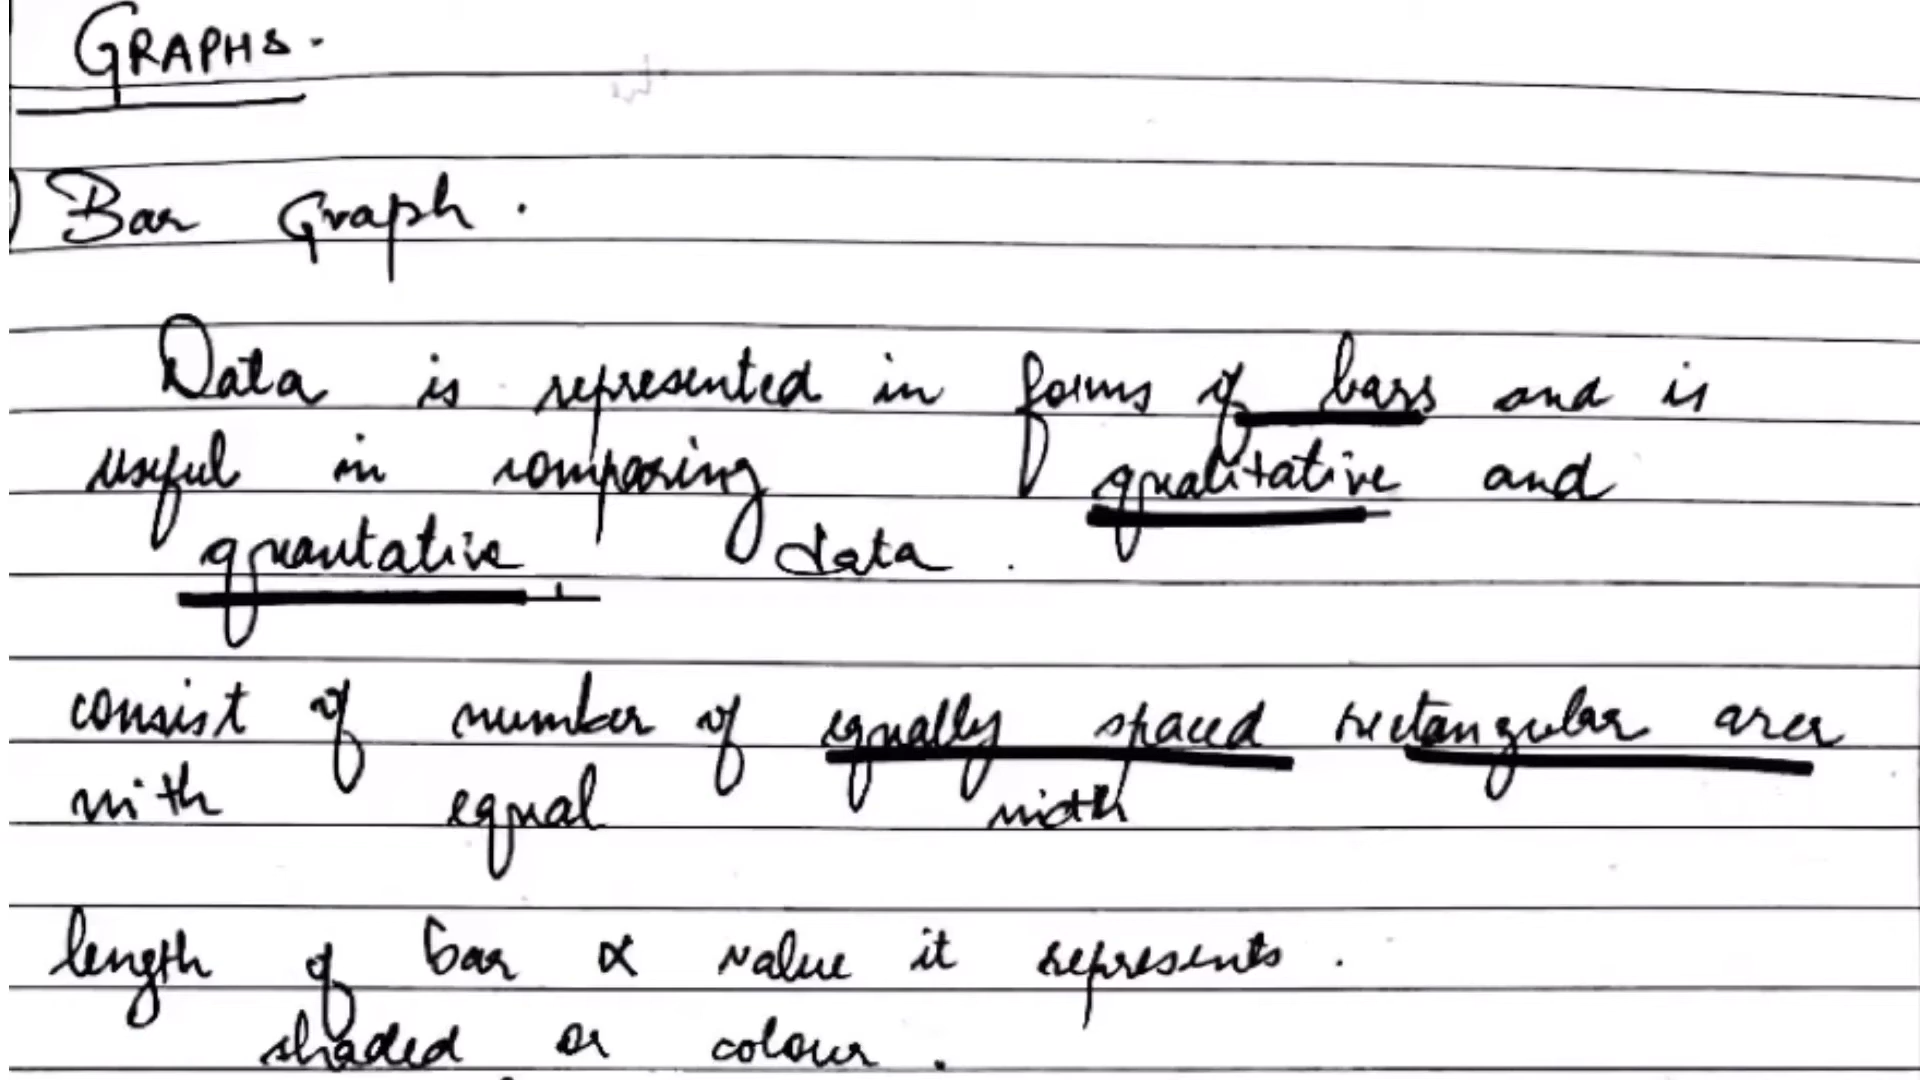 GRAPHS.
) Bar Graph.
Data is represented in forms of bars and is
useful in comparing qualitative and
quantative data.
consist of number of equally spaced rectangular area
with equal width
length of bar ∝ value it represents.
shaded or colour.